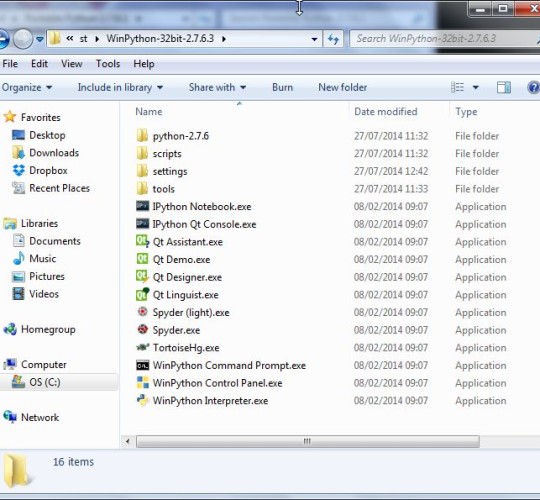 « st ▸ WinPython-32bit-2.7.6.3 ▸
Search WinPython-32bit-2.7.6.3
File Edit View Tools Help
Organize Include in library Share with Burn New folder
Name Date modified Type
Favorites
Desktop
Downloads
Dropbox
Recent Places
Libraries
Documents
Music
Pictures
Videos
Homegroup
Computer
OS (C:)
Network
python-2.7.6 27/07/2014 11:32 File folder
scripts 27/07/2014 11:32 File folder
settings 27/07/2014 12:42 File folder
tools 27/07/2014 11:33 File folder
IPython Notebook.exe 08/02/2014 09:07 Application
IPython Qt Console.exe 08/02/2014 09:07 Application
Qt Assistant.exe 08/02/2014 09:07 Application
Qt Demo.exe 08/02/2014 09:07 Application
Qt Designer.exe 08/02/2014 09:07 Application
Qt Linguist.exe 08/02/2014 09:07 Application
Spyder (light).exe 08/02/2014 09:07 Application
Spyder.exe 08/02/2014 09:07 Application
TortoiseHg.exe 08/02/2014 09:07 Application
WinPython Command Prompt.exe 08/02/2014 09:07 Application
WinPython Control Panel.exe 08/02/2014 09:07 Application
WinPython Interpreter.exe 08/02/2014 09:07 Application
16 items